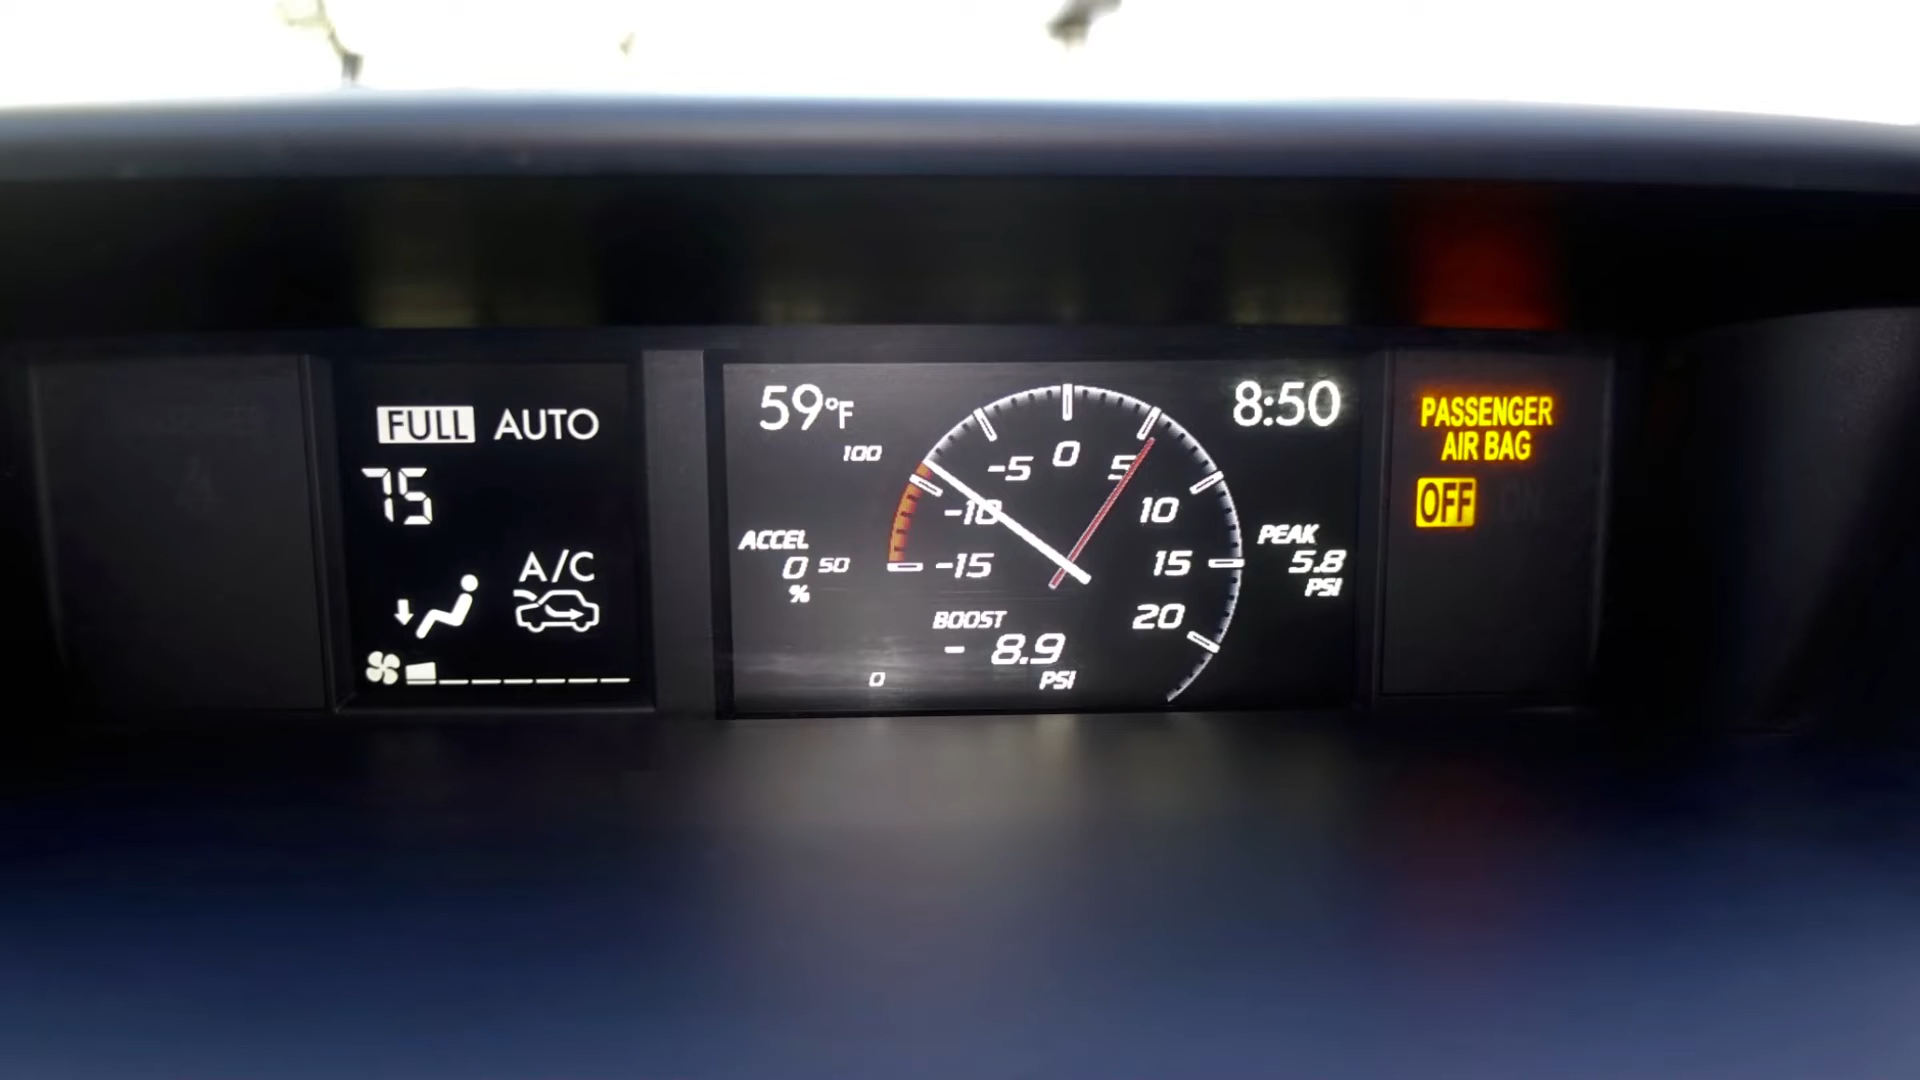 FULL AUTO
75
A/C
59°F
8:50
100
-5 0 5
-10 10
ACCEL
0 50
%
-15 15
20
PEAK
5.8
PSI
BOOST
- 8.9
PSI
0
PASSENGER
AIR BAG
OFF ON